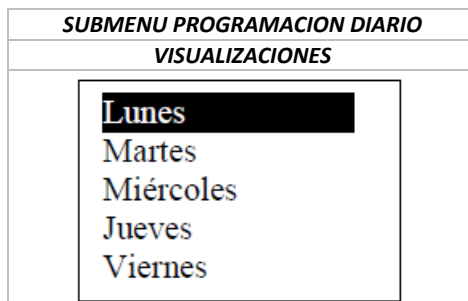 SUBMENU PROGRAMACION DIARIO
VISUALIZACIONES
Lunes
Martes
Miércoles
Jueves
Viernes